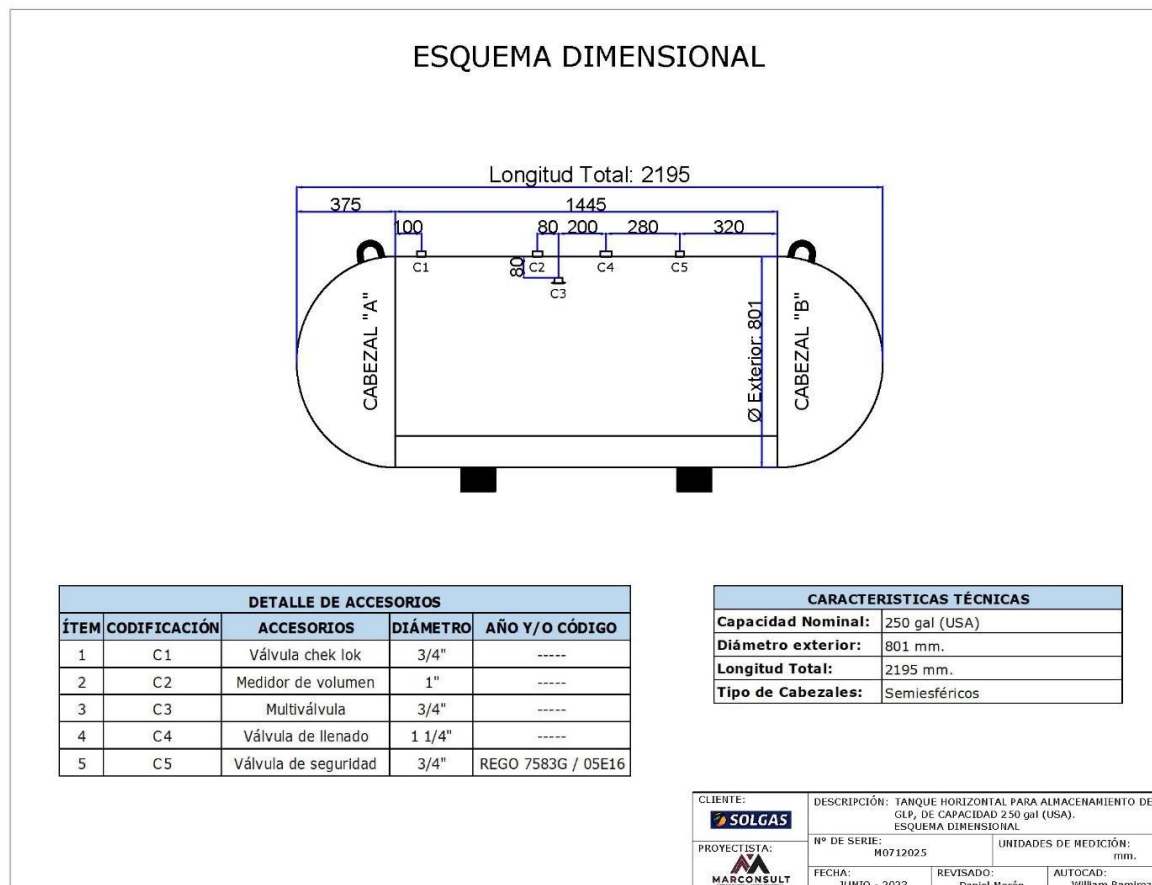 ESQUEMA DIMENSIONAL
Longitud Total: 2195
375 1445
100 80 200 280 320
C1 C2 C4 C5
80
C3
CABEZAL "A"
Ø Exterior: 801
CABEZAL "B"
DETALLE DE ACCESORIOS
ÍTEM CODIFICACIÓN ACCESORIOS DIÁMETRO AÑO Y/O CÓDIGO
1 C1 Válvula chek lok 3/4" -----
2 C2 Medidor de volumen 1" -----
3 C3 Multiválvula 3/4" -----
4 C4 Válvula de llenado 1 1/4" -----
5 C5 Válvula de seguridad 3/4" REGO 7583G / 05E16
CARACTERISTICAS TÉCNICAS
Capacidad Nominal: 250 gal (USA)
Diámetro exterior: 801 mm.
Longitud Total: 2195 mm.
Tipo de Cabezales: Semiesféricos
CLIENTE:
SOLGAS
DESCRIPCIÓN: TANQUE HORIZONTAL PARA ALMACENAMIENTO DE
GLP, DE CAPACIDAD 250 gal (USA).
ESQUEMA DIMENSIONAL
Nº DE SERIE:
M0712025
UNIDADES DE MEDICIÓN:
mm.
PROYECTISTA:
MARCONSULT
FECHA:
JUNIO - 2022
REVISADO:
Daniel Morón
AUTOCAD:
William Ramirez